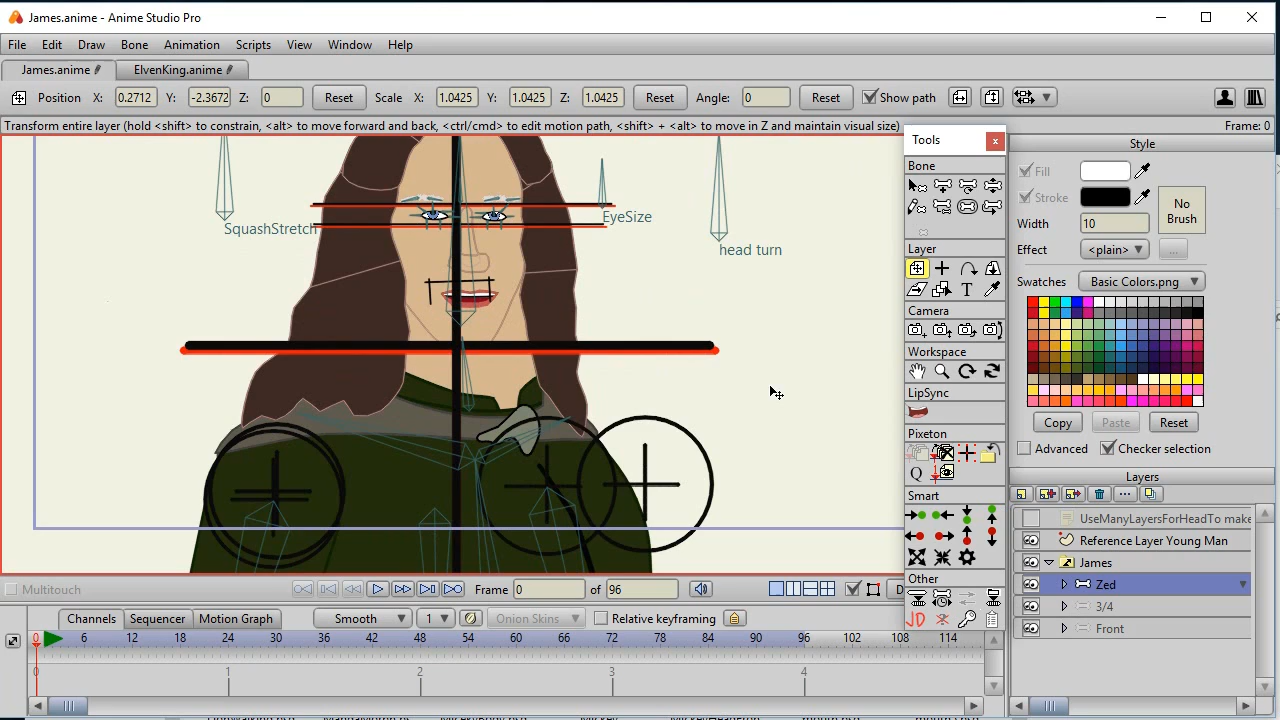 James.anime - Anime Studio Pro
File Edit Draw Bone Animation Scripts View Window Help
James.anime ElvenKing.anime
Position X: 0.2712 Y: -2.3672 Z: 0 Reset Scale X: 1.0425 Y: 1.0425 Z: 1.0425 Reset Angle: 0 Reset Show path
Transform entire layer (hold <shift> to constrain, <alt> to move forward and back, <ctrl/cmd> to edit motion path, <shift> + <alt> to move in Z and maintain visual size) Frame: 0
Tools
Bone
Layer
T
Camera
Workspace
LipSync
Pixeton
Q
Smart
Other
JD
SquashStretch
EyeSize
head turn
Style
Fill
Stroke
No
Brush
Width 10
Effect <plain> ...
Swatches Basic Colors.png
Copy Paste Reset
Advanced Checker selection
Layers
UseManyLayersForHeadTo make
Reference Layer Young Man
James
Zed
3/4
Front
Multitouch
Frame 0 of 96
D
Channels Sequencer Motion Graph Smooth 1 Onion Skins Relative keyframing
0 6 12 18 24 30 36 42 48 54 60 66 72 78 84 90 96 102 108 114
0 1 2 3 4